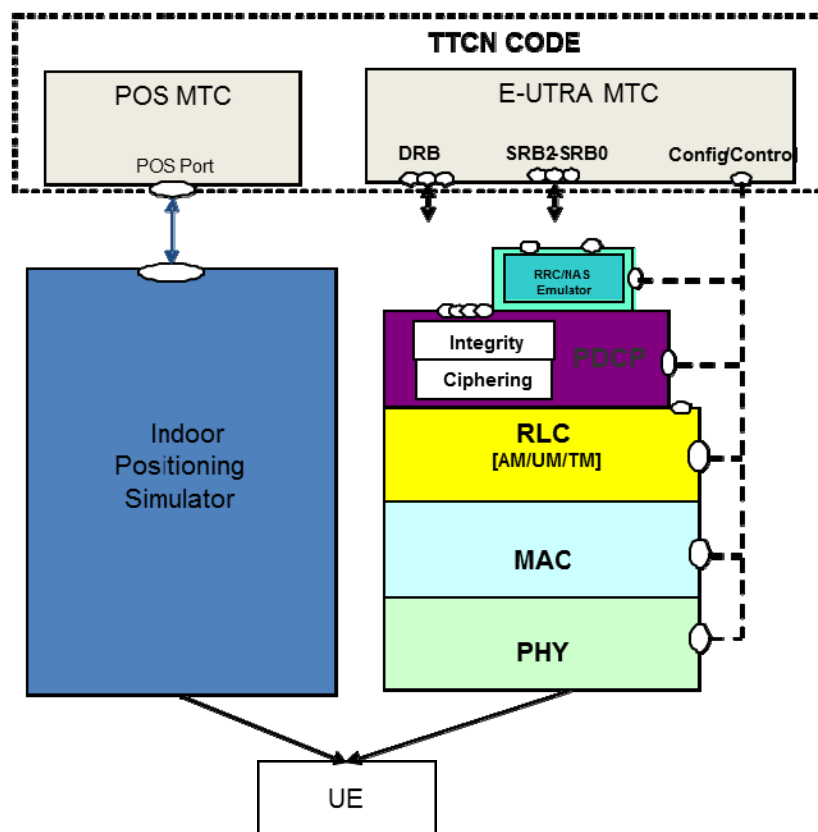 TTCN CODE
POS MTC
POS Port
E-UTRA MTC
DRB
SRB2-SRB0
Config/Control
RRC/NAS
Emulator
Integrity
Ciphering
PDCP
Indoor
Positioning
Simulator
RLC
[AM/UM/TM]
MAC
PHY
UE